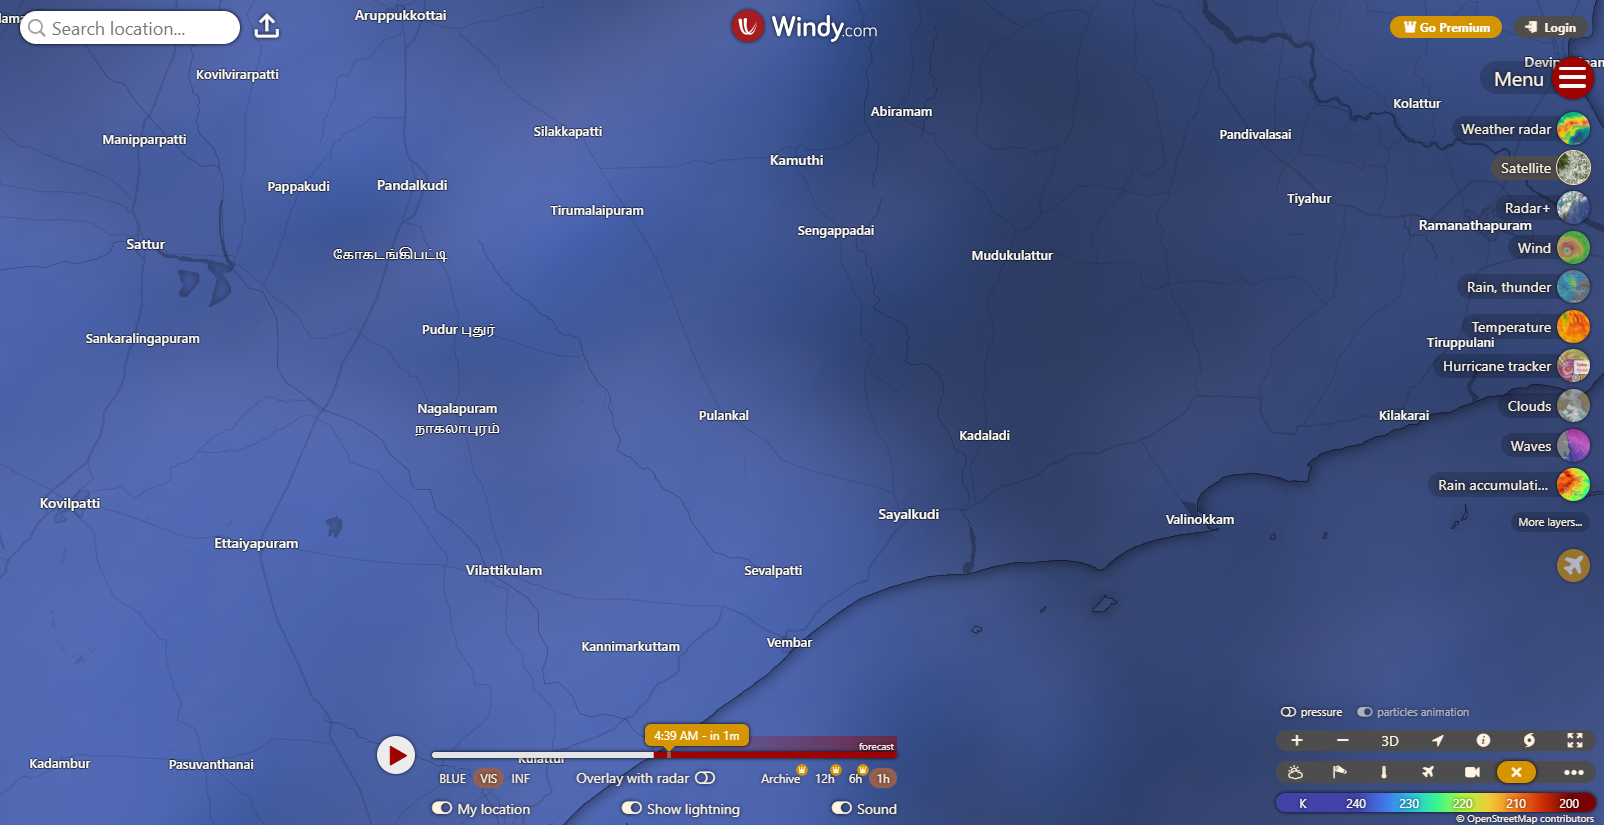 Search location...
Windy.com
Go Premium
Login
Menu
Weather radar
Satellite
Radar+
Wind
Rain, thunder
Temperature
Hurricane tracker
Clouds
Waves
Rain accumulati...
More layers...
Aruppukkottai
Kovilvirarpatti
Manipparpatti
Silakkapatti
Abiramam
Kolattur
Pandivalasai
Kamuthi
Pappakudi
Pandalkudi
Tirumalaipuram
Tiyahur
Ramanathapuram
Sengappadai
Sattur
கோகடங்கிபட்டி
Mudukulattur
Sankaralingapuram
Pudur புதுர்
Tiruppulani
Nagalapuram
நாகலாபுரம்
Pulankal
Kilakarai
Kadaladi
Kovilpatti
Sayalkudi
Valinokkam
Ettaiyapuram
Vilattikulam
Sevalpatti
Kannimarkuttam
Vembar
Kadambur
Pasuvanthanai
4:39 AM - in 1m
forecast
BLUE VIS INF
Overlay with radar
Archive 12h 6h 1h
My location
Show lightning
Sound
pressure
particles animation
3D
K 240 230 220 210 200
© OpenStreetMap contributors